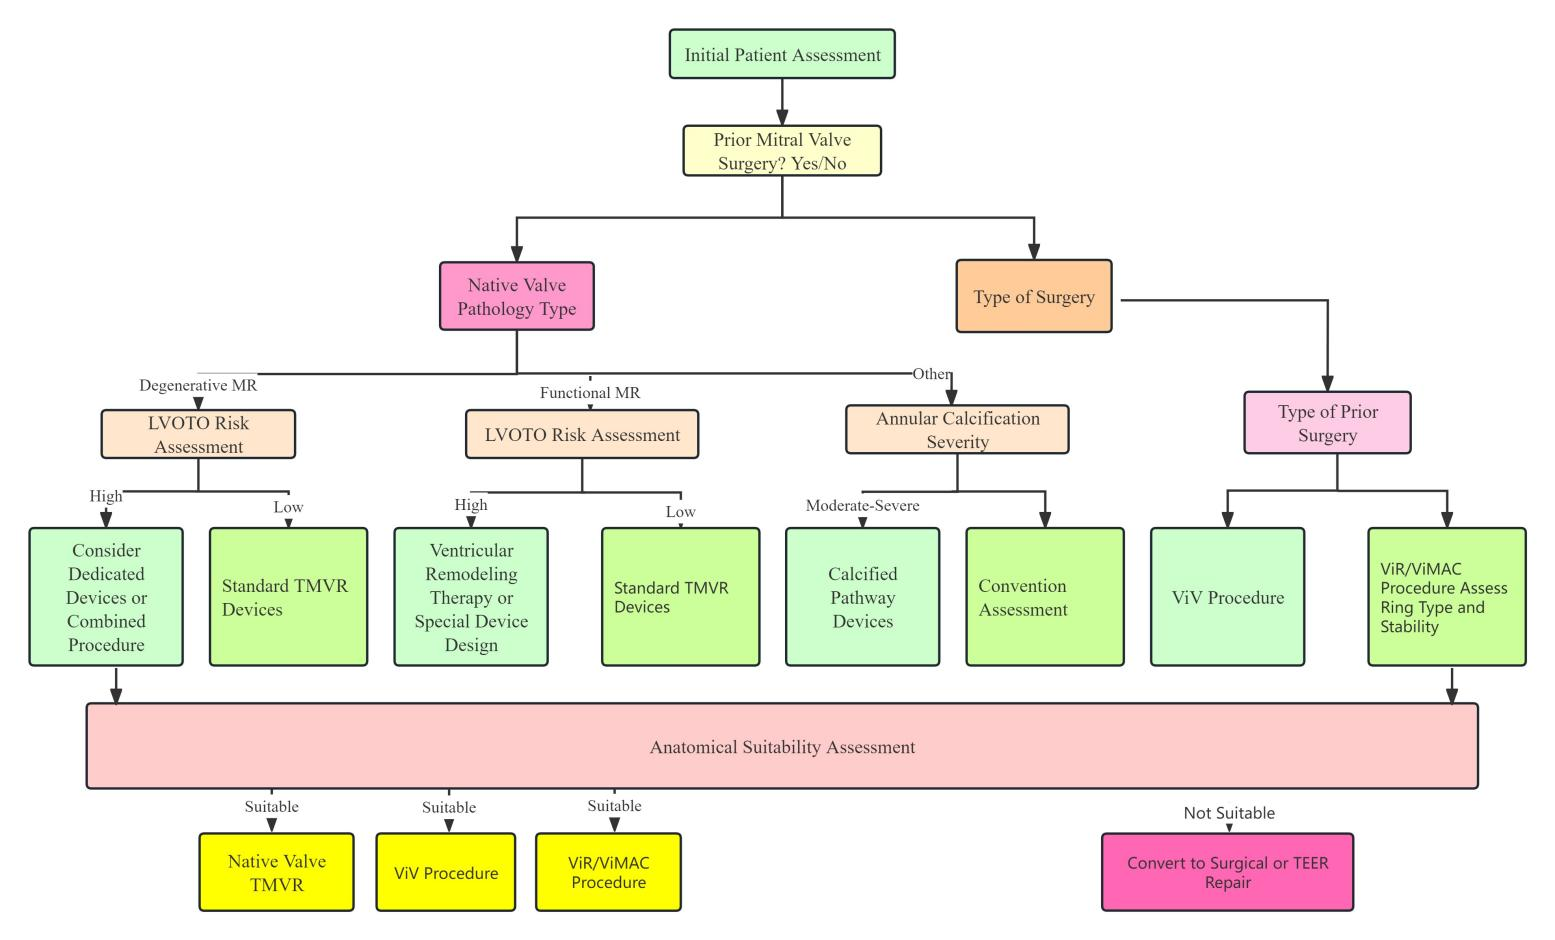 Initial Patient Assessment
Prior Mitral Valve
Surgery? Yes/No
Native Valve
Pathology Type
Type of Surgery
Degenerative MR
Functional MR
Other
LVOTO Risk
Assessment
LVOTO Risk Assessment
Annular Calcification
Severity
Type of Prior
Surgery
High
Low
High
Low
Moderate-Severe
Consider
Dedicated
Devices or
Combined
Procedure
Standard TMVR
Devices
Ventricular
Remodeling
Therapy or
Special Device
Design
Standard TMVR
Devices
Calcified
Pathway
Devices
Convention
Assessment
ViV Procedure
ViR/ViMAC
Procedure Assess
Ring Type and
Stability
Anatomical Suitability Assessment
Suitable
Suitable
Suitable
Not Suitable
Native Valve
TMVR
ViV Procedure
ViR/ViMAC
Procedure
Convert to Surgical or TEER
Repair